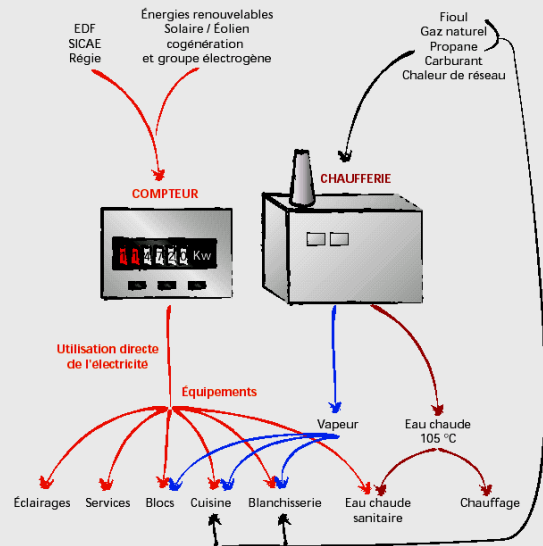 EDF
SICAE
Régie
Énergies renouvelables
Solaire / Éolien
cogénération
et groupe électrogène
Fioul
Gaz naturel
Propane
Carburant
Chaleur de réseau
COMPTEUR
CHAUFFERIE
Kw
Utilisation directe
de l'électricité
Équipements
Vapeur
Eau chaude
105 °C
Éclairages
Services
Blocs
Cuisine
Blanchisserie
Eau chaude
sanitaire
Chauffage